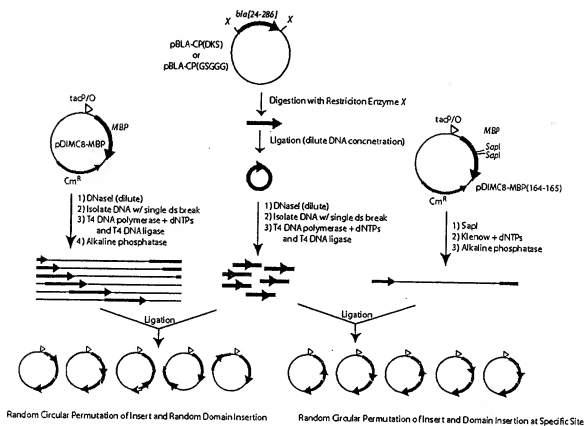 X bla[24-286] X
pBLA-CP(DKS)
or
pBLA-CP(GSGGG)
Digestion with Restriciton Enzyme X
Ligation (dilute DNA concnetration)
tacP/O
MBP
pDIMC8-MBP
CmR
1) DNaseI (dilute)
2) Isolate DNA w/ single ds break
3) T4 DNA polymerase + dNTPs
and T4 DNA ligase
4) Alkaline phosphatase
1) DNaseI (dilute)
2) Isolate DNA w/ single ds break
3) T4 DNA polymerase + dNTPs
and T4 DNA ligase
tacP/O
MBP
SapI
SapI
pDIMC8-MBP(164-165)
CmR
1) SapI
2) Klenow + dNTPs
3) Alkaline phosphatase
Ligation
Ligation
Random Circular Permutation of Insert and Random Domain Insertion
Random Circular Permutation of Insert and Domain Insertion at Specific Site